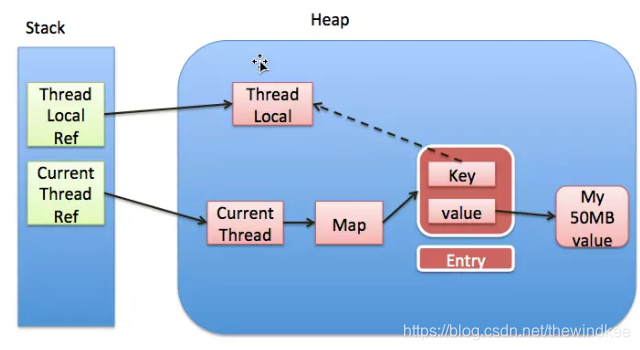 Stack
Heap
Thread
Local
Ref
Thread
Local
Current
Thread
Ref
Key
Current
Thread
Map
value
My
50MB
value
Entry
https://blog.csdn.net/thewindkee